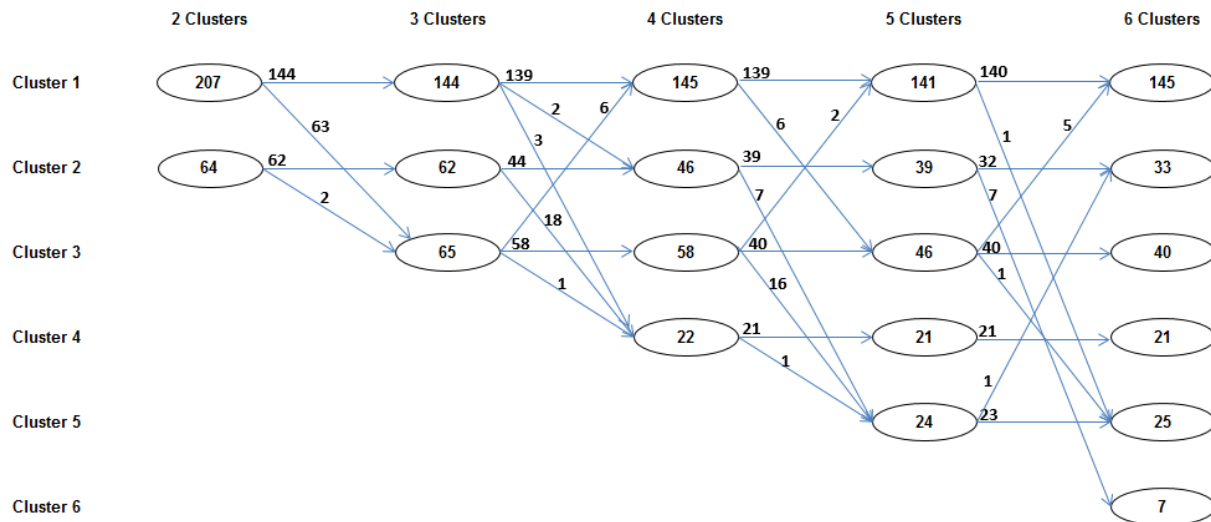 2 Clusters 3 Clusters 4 Clusters 5 Clusters 6 Clusters
Cluster 1 207 144 144 139 145 139 141 140 145
63 2 6 6 2 1 5
3
Cluster 2 64 62 62 44 46 39 39 32 33
2 18 7 7
Cluster 3 65 58 58 40 46 40 40
1 16 1
Cluster 4 22 21 21 21 21
1 1
Cluster 5 24 23 25
Cluster 6 7